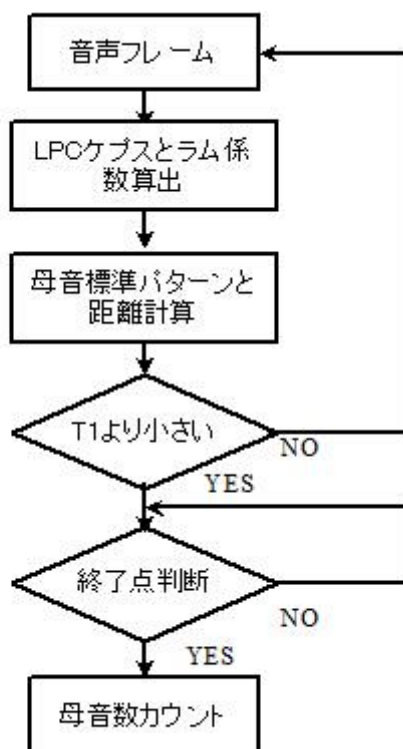 音声フレーム
LPCケプスとラム係
数算出
母音標準パターンと
距離計算
T1より小さい
NO
YES
終了点判断
NO
YES
母音数カウント